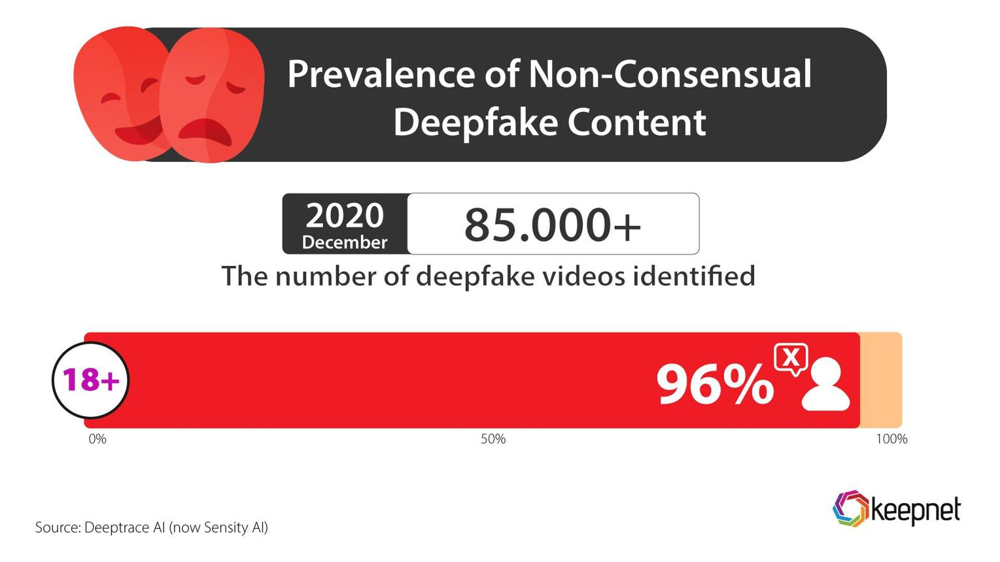 Prevalence of Non-Consensual
Deepfake Content
2020
December
85.000+
The number of deepfake videos identified
18+
96%
X
0%
50%
100%
keepnet
Source: Deeptrace AI (now Sensity AI)